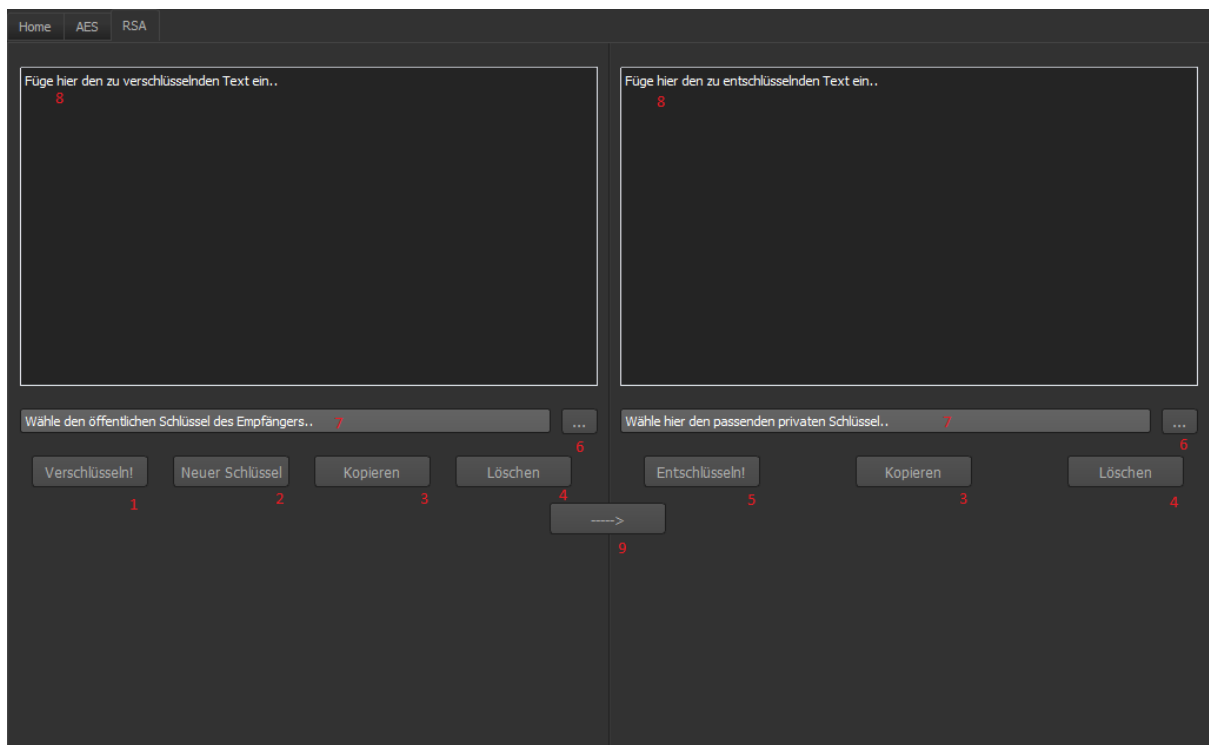 Home AES RSA
Füge hier den zu verschlüsselnden Text ein..
8
Füge hier den zu entschlüsselnden Text ein..
8
Wähle den öffentlichen Schlüssel des Empfängers.. 7 ...
6
Wähle hier den passenden privaten Schlüssel.. 7 ...
6
Verschlüsseln! Neuer Schlüssel Kopieren Löschen
1 2 3 4
Entschlüsseln! Kopieren Löschen
5 3 4
----->
9